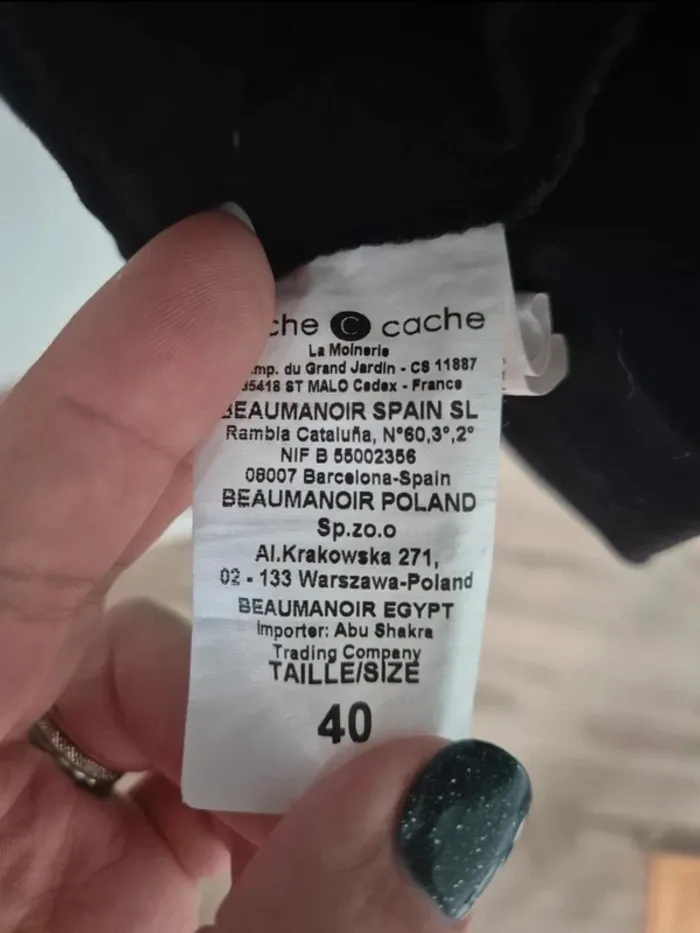 che C cache
La Moinerie
mp. du Grand Jardin - CS 11887
35418 ST MALO Cedex - France
BEAUMANOIR SPAIN SL
Rambla Cataluña, N°60,3°,2°
NIF B 55002356
08007 Barcelona-Spain
BEAUMANOIR POLAND
Sp.zo.o
Al.Krakowska 271,
02 - 133 Warszawa-Poland
BEAUMANOIR EGYPT
Importer: Abu Shakra
Trading Company
TAILLE/SIZE
40